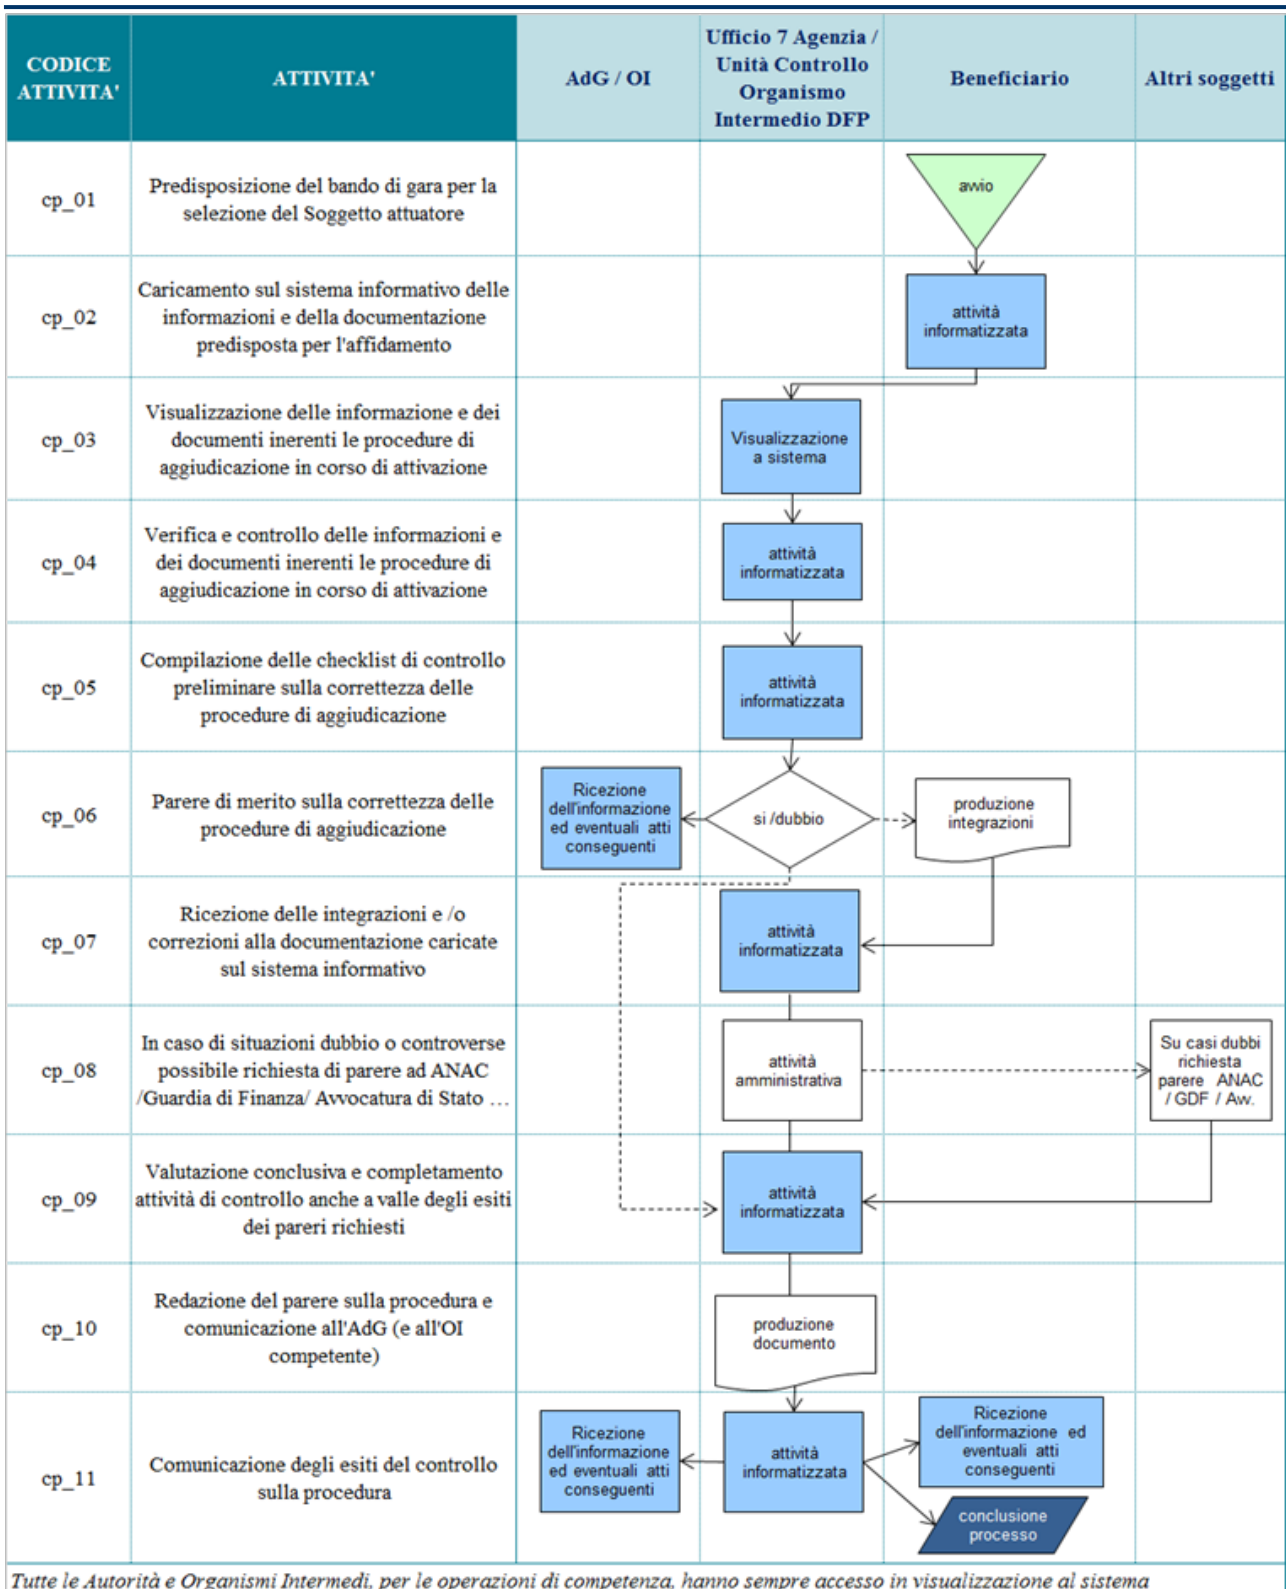 CODICE
ATTIVITA'
ATTIVITA'
AdG / OI
Ufficio 7 Agenzia /
Unità Controllo
Organismo
Intermedio DFP
Beneficiario
Altri soggetti
cp_01
Predisposizione del bando di gara per la
selezione del Soggetto attuatore
avvio
cp_02
Caricamento sul sistema informativo delle
informazioni e della documentazione
predisposta per l'affidamento
attività
informatizzata
cp_03
Visualizzazione delle informazione e dei
documenti inerenti le procedure di
aggiudicazione in corso di attivazione
Visualizzazione
a sistema
cp_04
Verifica e controllo delle informazioni e
dei documenti inerenti le procedure di
aggiudicazione in corso di attivazione
attività
informatizzata
cp_05
Compilazione delle checklist di controllo
preliminare sulla correttezza delle
procedure di aggiudicazione
attività
informatizzata
cp_06
Parere di merito sulla correttezza delle
procedure di aggiudicazione
Ricezione
dell'informazione
ed eventuali atti
conseguenti
si /dubbio
produzione
integrazioni
cp_07
Ricezione delle integrazioni e /o
correzioni alla documentazione caricate
sul sistema informativo
attività
informatizzata
cp_08
In caso di situazioni dubbio o controverse
possibile richiesta di parere ad ANAC
/Guardia di Finanza/ Avvocatura di Stato …
attività
amministrativa
Su casi dubbi
richiesta
parere ANAC
/ GDF / Avv.
cp_09
Valutazione conclusiva e completamento
attività di controllo anche a valle degli esiti
dei pareri richiesti
attività
informatizzata
cp_10
Redazione del parere sulla procedura e
comunicazione all'AdG (e all'OI
competente)
produzione
documento
cp_11
Comunicazione degli esiti del controllo
sulla procedura
Ricezione
dell'informazione
ed eventuali atti
conseguenti
attività
informatizzata
Ricezione
dell'informazione ed
eventuali atti
conseguenti
conclusione
processo
Tutte le Autorità e Organismi Intermedi, per le operazioni di competenza, hanno sempre accesso in visualizzazione al sistema